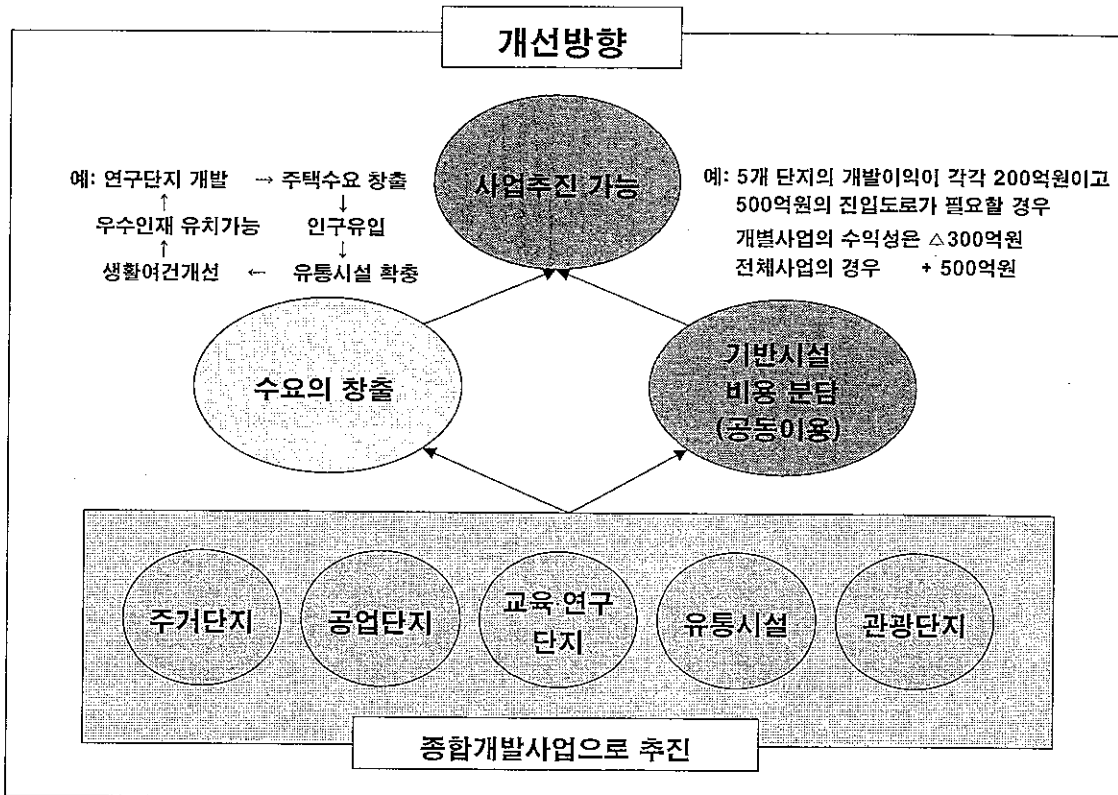 개선방향
사업추진 가능
예: 연구단지 개발 → 주택수요 창출
↑ ↓
우수인재 유치가능 인구유입
↑ ↓
생활여건개선 ← 유통시설 확충
예: 5개 단지의 개발이익이 각각 200억원이고
500억원의 진입도로가 필요할 경우
개별사업의 수익성은 △300억원
전체사업의 경우 + 500억원
수요의 창출
기반시설
비용 분담
(공동이용)
주거단지
공업단지
교육 연구
단지
유통시설
관광단지
종합개발사업으로 추진